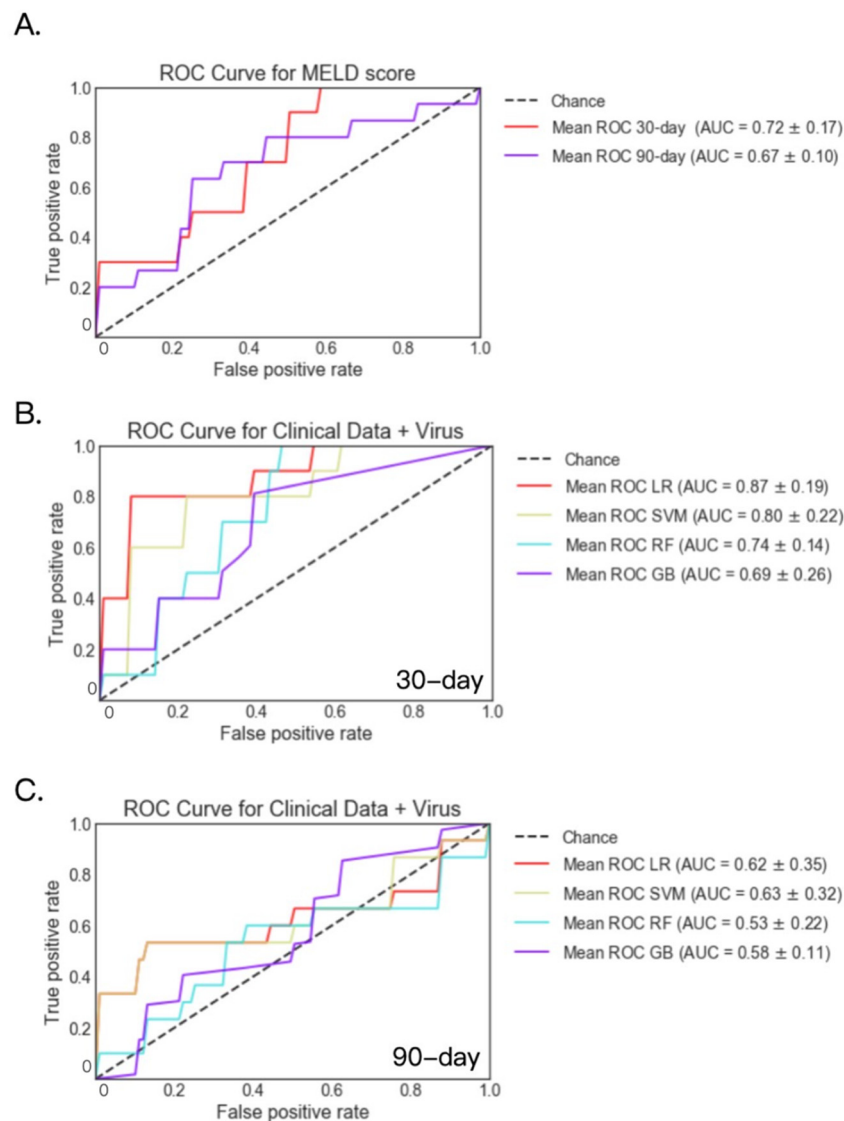 A.
ROC Curve for MELD score
1.0
0.8
0.6
0.4
0.2
0
True positive rate
0 0.2 0.4 0.6 0.8 1.0
False positive rate
Chance
Mean ROC 30-day (AUC = 0.72 ± 0.17)
Mean ROC 90-day (AUC = 0.67 ± 0.10)
B.
ROC Curve for Clinical Data + Virus
1.0
0.8
0.6
0.4
0.2
0
True positive rate
30–day
0 0.2 0.4 0.6 0.8 1.0
False positive rate
Chance
Mean ROC LR (AUC = 0.87 ± 0.19)
Mean ROC SVM (AUC = 0.80 ± 0.22)
Mean ROC RF (AUC = 0.74 ± 0.14)
Mean ROC GB (AUC = 0.69 ± 0.26)
C.
ROC Curve for Clinical Data + Virus
1.0
0.8
0.6
0.4
0.2
0
True positive rate
90–day
0 0.2 0.4 0.6 0.8 1.0
False positive rate
Chance
Mean ROC LR (AUC = 0.62 ± 0.35)
Mean ROC SVM (AUC = 0.63 ± 0.32)
Mean ROC RF (AUC = 0.53 ± 0.22)
Mean ROC GB (AUC = 0.58 ± 0.11)